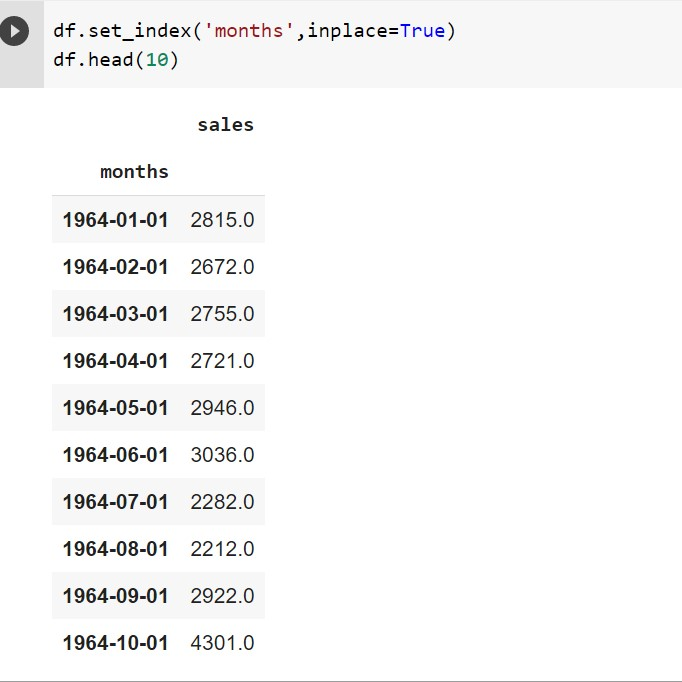 df.set_index('months',inplace=True)
df.head(10)
sales
months
1964-01-01 2815.0
1964-02-01 2672.0
1964-03-01 2755.0
1964-04-01 2721.0
1964-05-01 2946.0
1964-06-01 3036.0
1964-07-01 2282.0
1964-08-01 2212.0
1964-09-01 2922.0
1964-10-01 4301.0